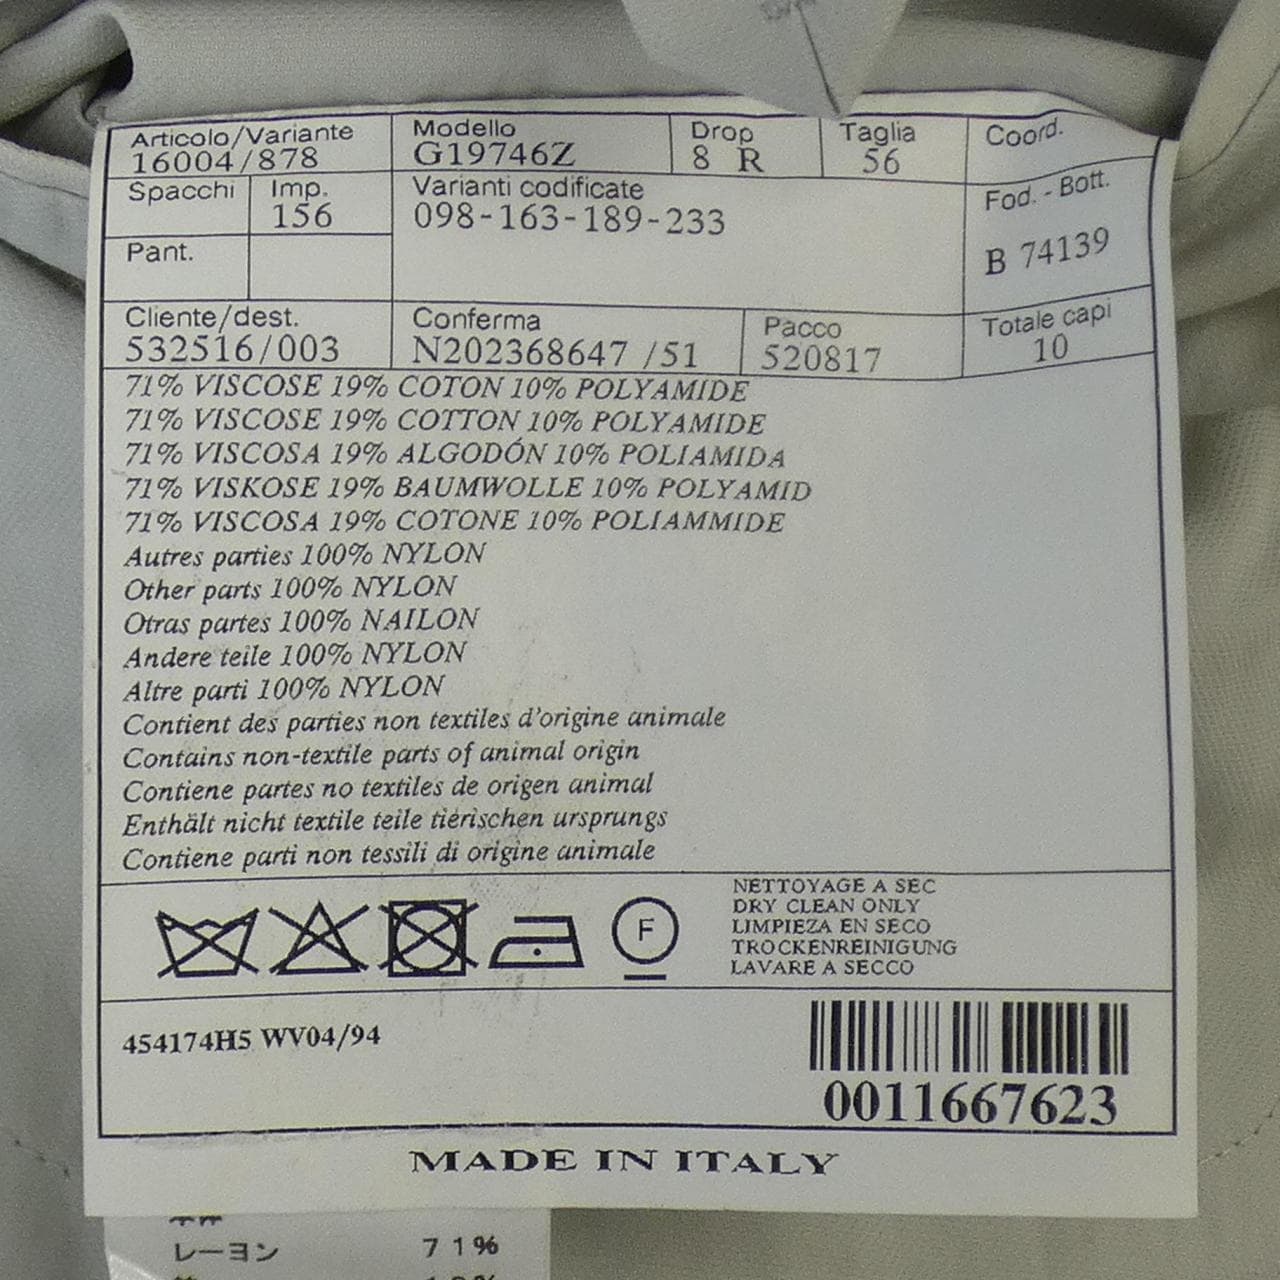 Articolo/Variante Modello Drop Taglia Coord.
16004/878 G19746Z 8 R 56
Spacchi Imp. Varianti codificate Fod. - Bott.
156 098-163-189-233
Pant. B 74139
Cliente/dest. Conferma Pacco Totale capi
532516/003 N202368647 /51 520817 10
71% VISCOSE 19% COTON 10% POLYAMIDE
71% VISCOSE 19% COTTON 10% POLYAMIDE
71% VISCOSA 19% ALGODÓN 10% POLIAMIDA
71% VISKOSE 19% BAUMWOLLE 10% POLYAMID
71% VISCOSA 19% COTONE 10% POLIAMMIDE
Autres parties 100% NYLON
Other parts 100% NYLON
Otras partes 100% NAILON
Andere teile 100% NYLON
Altre parti 100% NYLON
Contient des parties non textiles d'origine animale
Contains non-textile parts of animal origin
Contiene partes no textiles de origen animal
Enthält nicht textile teile tierischen ursprungs
Contiene parti non tessili di origine animale
F
NETTOYAGE A SEC
DRY CLEAN ONLY
LIMPIEZA EN SECO
TROCKENREINIGUNG
LAVARE A SECCO
454174H5 WV04/94
0011667623
MADE IN ITALY
レーヨン 71%